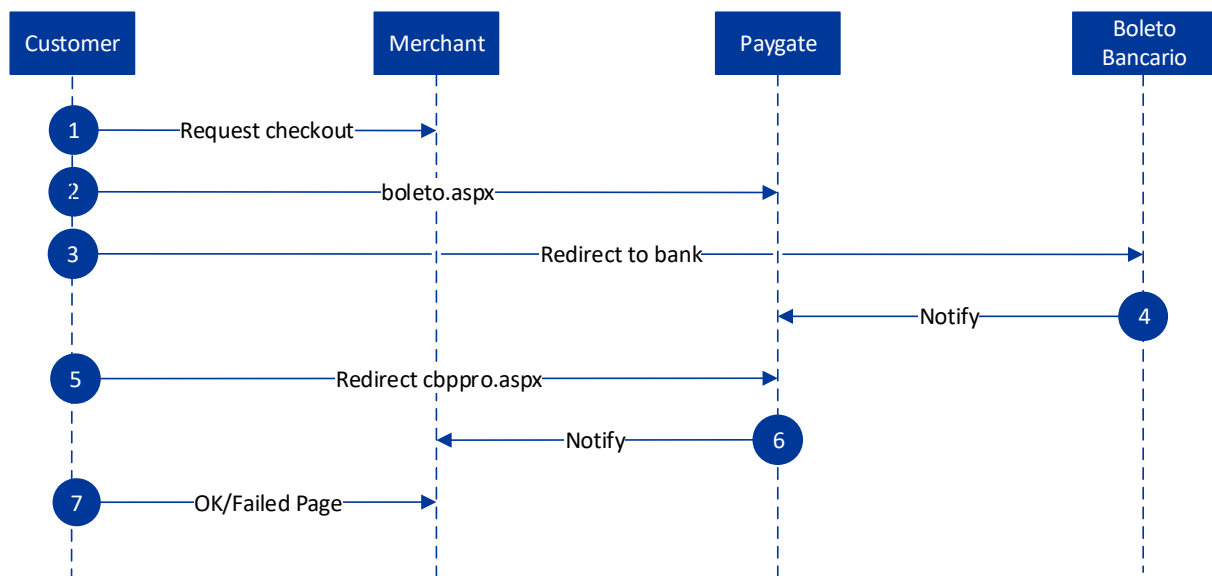 Customer
Merchant
Paygate
Boleto
Bancario
1
Request checkout
2
boleto.aspx
3
Redirect to bank
Notify
4
5
Redirect cbppro.aspx
Notify
6
7
OK/Failed Page